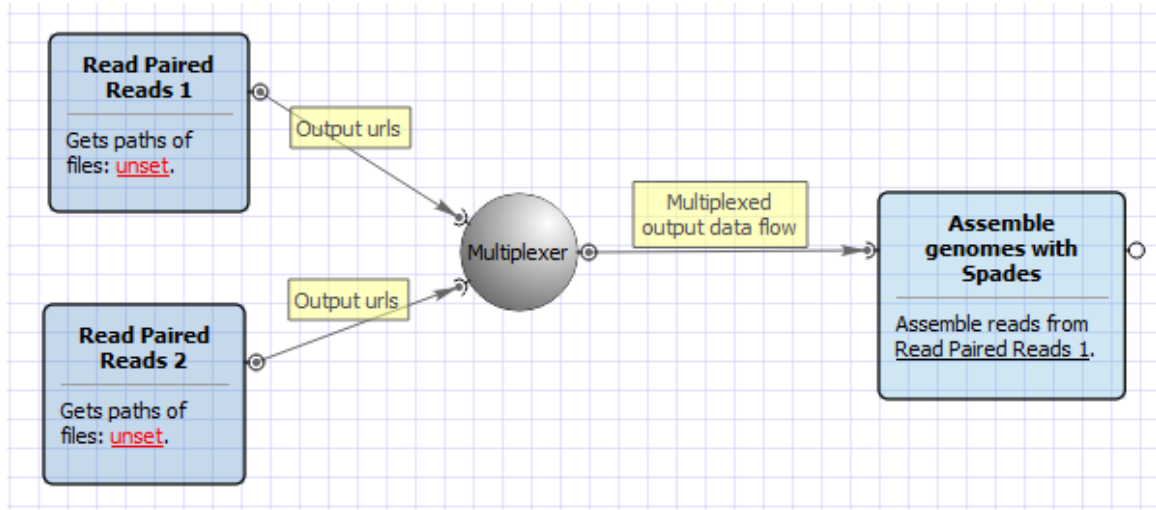 Read Paired
Reads 1
Gets paths of
files: unset.
Output urls
Multiplexer
Multiplexed
output data flow
Assemble
genomes with
Spades
Assemble reads from
Read Paired Reads 1.
Output urls
Read Paired
Reads 2
Gets paths of
files: unset.